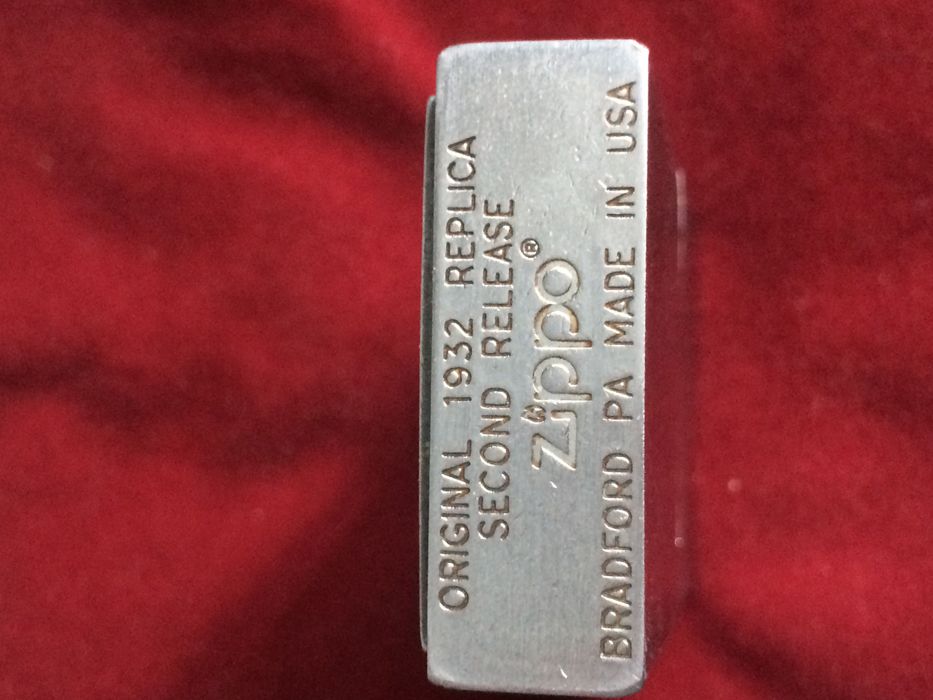 ORIGINAL 1932 REPLICA
SECOND RELEASE
zippo®
BRADFORD PA MADE IN USA